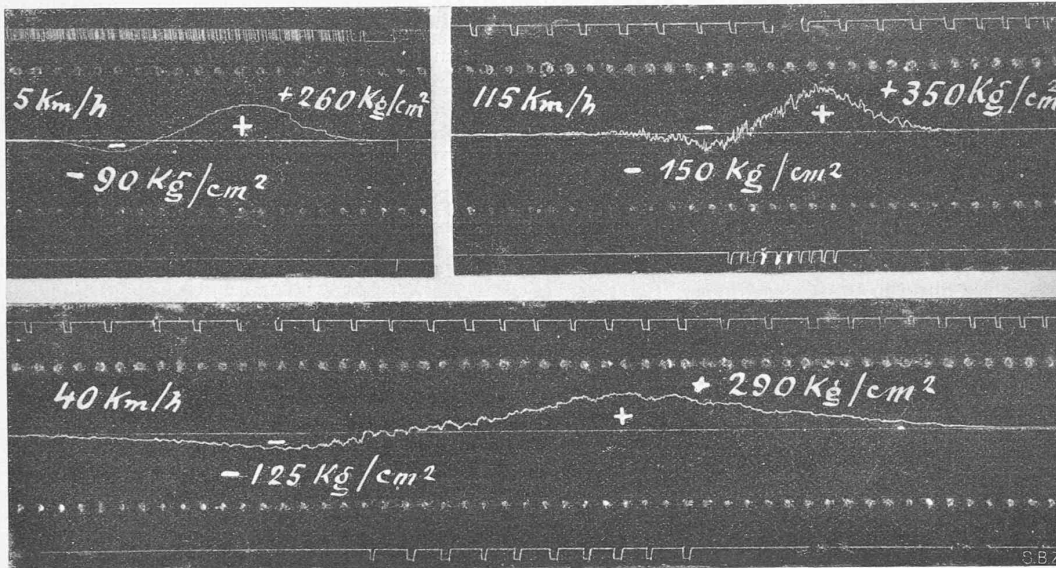 5 Km/h
+260 Kg/cm²
-
+
- 90 Kg/cm²
115 Km/h
+350 Kg/cm²
-
+
- 150 Kg/cm²
40 Km/h
+ 290 Kg/cm²
-
+
- 125 Kg/cm²